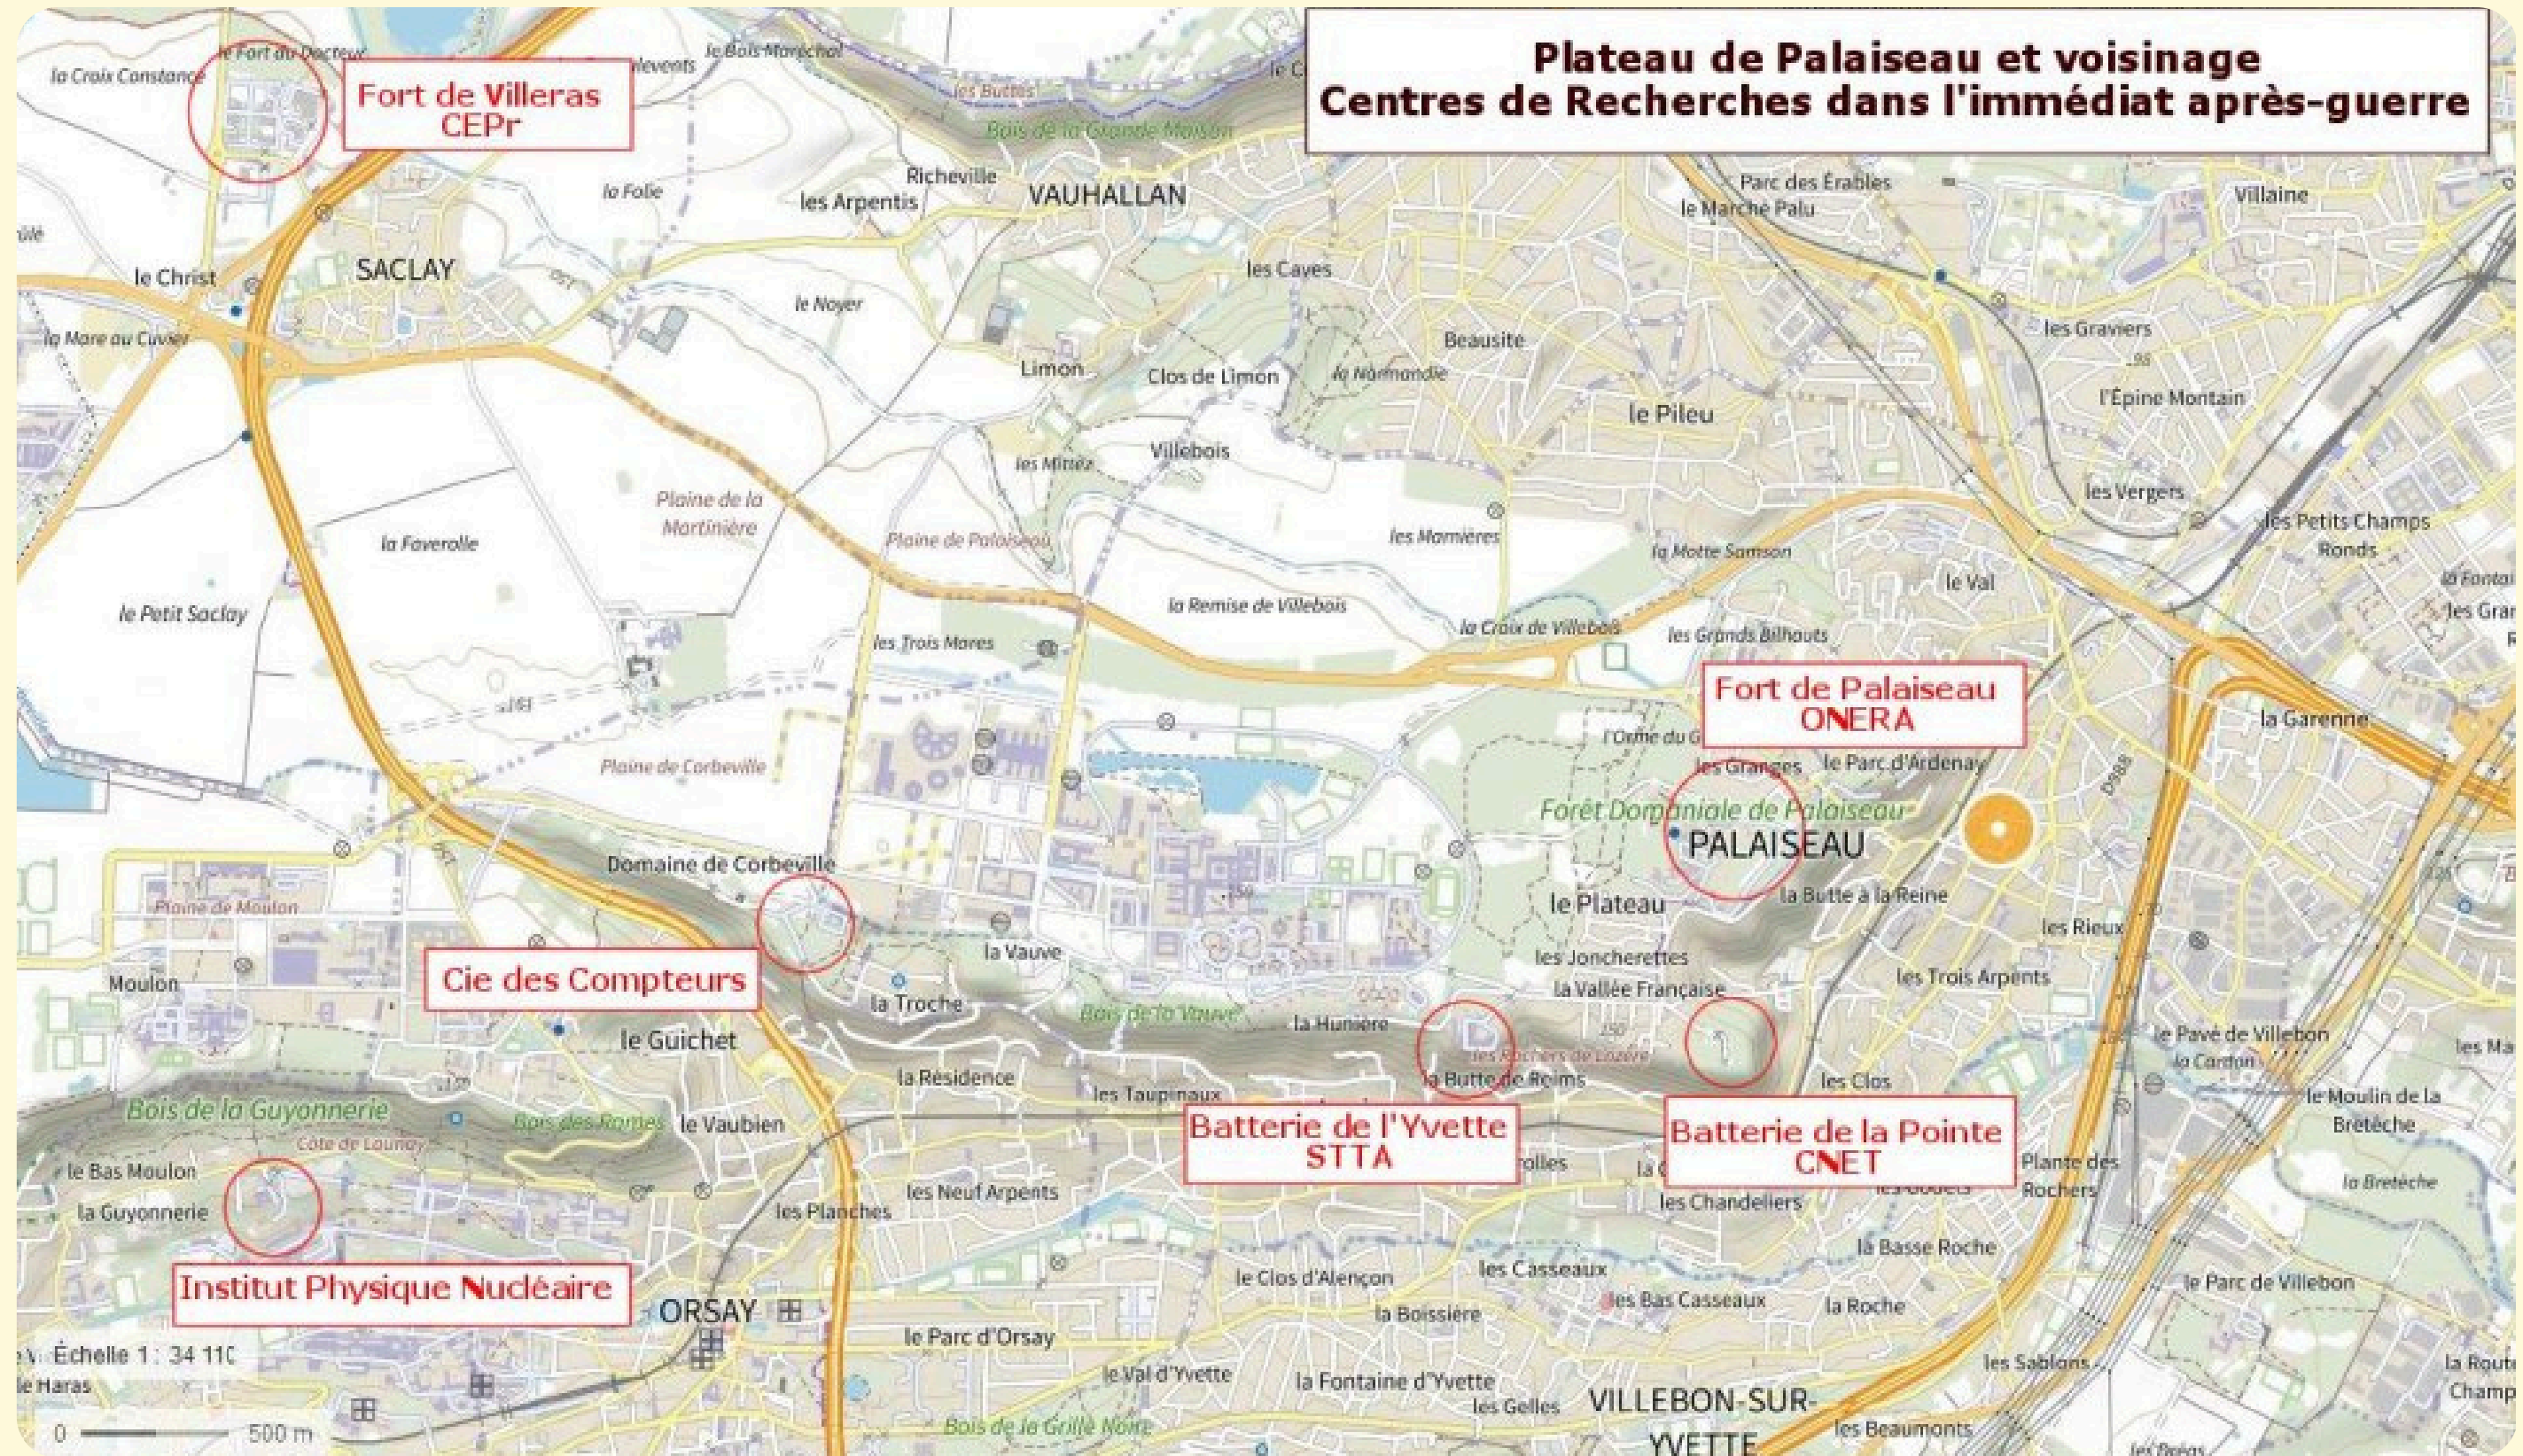 Plateau de Palaiseau et voisinage
Centres de Recherches dans l'immédiat après-guerre
le Fort du Docteur
la Croix Constance
le Bois Maréchal
les Buttes
Fort de Villeras
CEPr
Bois de la Grande Maison
Richeville
les Arpentis
la Folie
VAUHALLAN
Parc des Érables
le Marché Palu
Villaine
le Christ
SACLAY
les Caves
le Noyer
la Mare au Cuvier
Beausite
les Graviers
98
Limon
Clos de Limon
la Normandie
l'Épine Montain
le Pileu
Villebois
les Mittez
les Vergers
Plaine de la
Martinière
la Faverolle
Plaine de Palaiseau
les Marnières
la Motte Samson
les Petits Champs
Ronds
le Val
le Petit Saclay
la Remise de Villebois
la Croix de Villebois
les Grands Bilhauts
les Trois Mares
Fort de Palaiseau
ONERA
la Garenne
Plaine de Corbeville
les Granges
le Parc d'Ardenay
D988
Forêt Domaniale de Palaiseau
PALAISEAU
Domaine de Corbeville
la Butte à la Reine
le Plateau
Plaine de Moulon
les Rieux
la Vauve
les Joncherettes
Cie des Compteurs
Moulon
les Trois Arpents
la Vallée Française
la Troche
Bois de la Vauve
la Hunière
150
le Guichet
le Pavé de Villebon
les Rochers de Lozère
la Butte de Reims
la Résidence
les Taupinaux
les Clos
le Moulin de la
Bretèche
Bois de la Guyonnerie
Bois des Rames
le Vaubien
Côte de Launay
Batterie de l'Yvette
STTA
Batterie de la Pointe
CNET
le Bas Moulon
la Guyonnerie
Plante des
Rochers
la Bretèche
les Neuf Arpents
les Planches
les Chandeliers
la Basse Roche
Institut Physique Nucléaire
le Clos d'Alençon
les Casseaux
le Parc de Villebon
les Bas Casseaux
la Roche
ORSAY
la Boissière
le Parc d'Orsay
Échelle 1 : 34 110
le Haras
le Val d'Yvette
la Fontaine d'Yvette
les Sablons
les Gelles
VILLEBON-SUR-
YVETTE
les Beaumonts
Bois de la Grille Noire
0 500 m